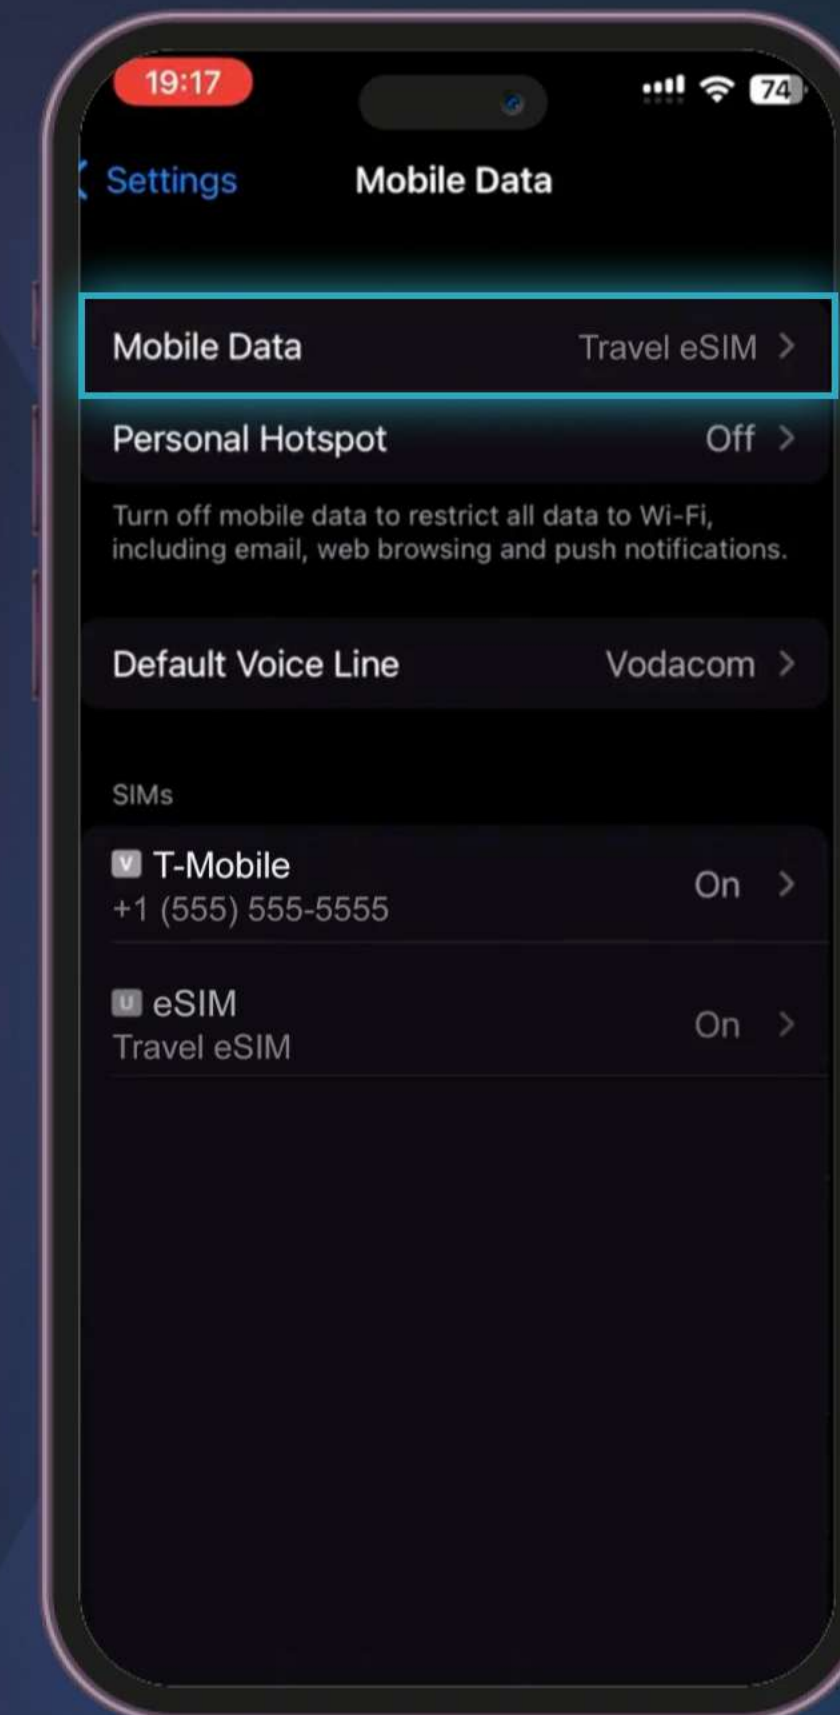 19:17
74
Settings
Mobile Data
Mobile Data
Travel eSIM
Personal Hotspot
Off
Turn off mobile data to restrict all data to Wi-Fi,
including email, web browsing and push notifications.
Default Voice Line
Vodacom
SIMs
V T-Mobile
On
+1 (555) 555-5555
U eSIM
On
Travel eSIM